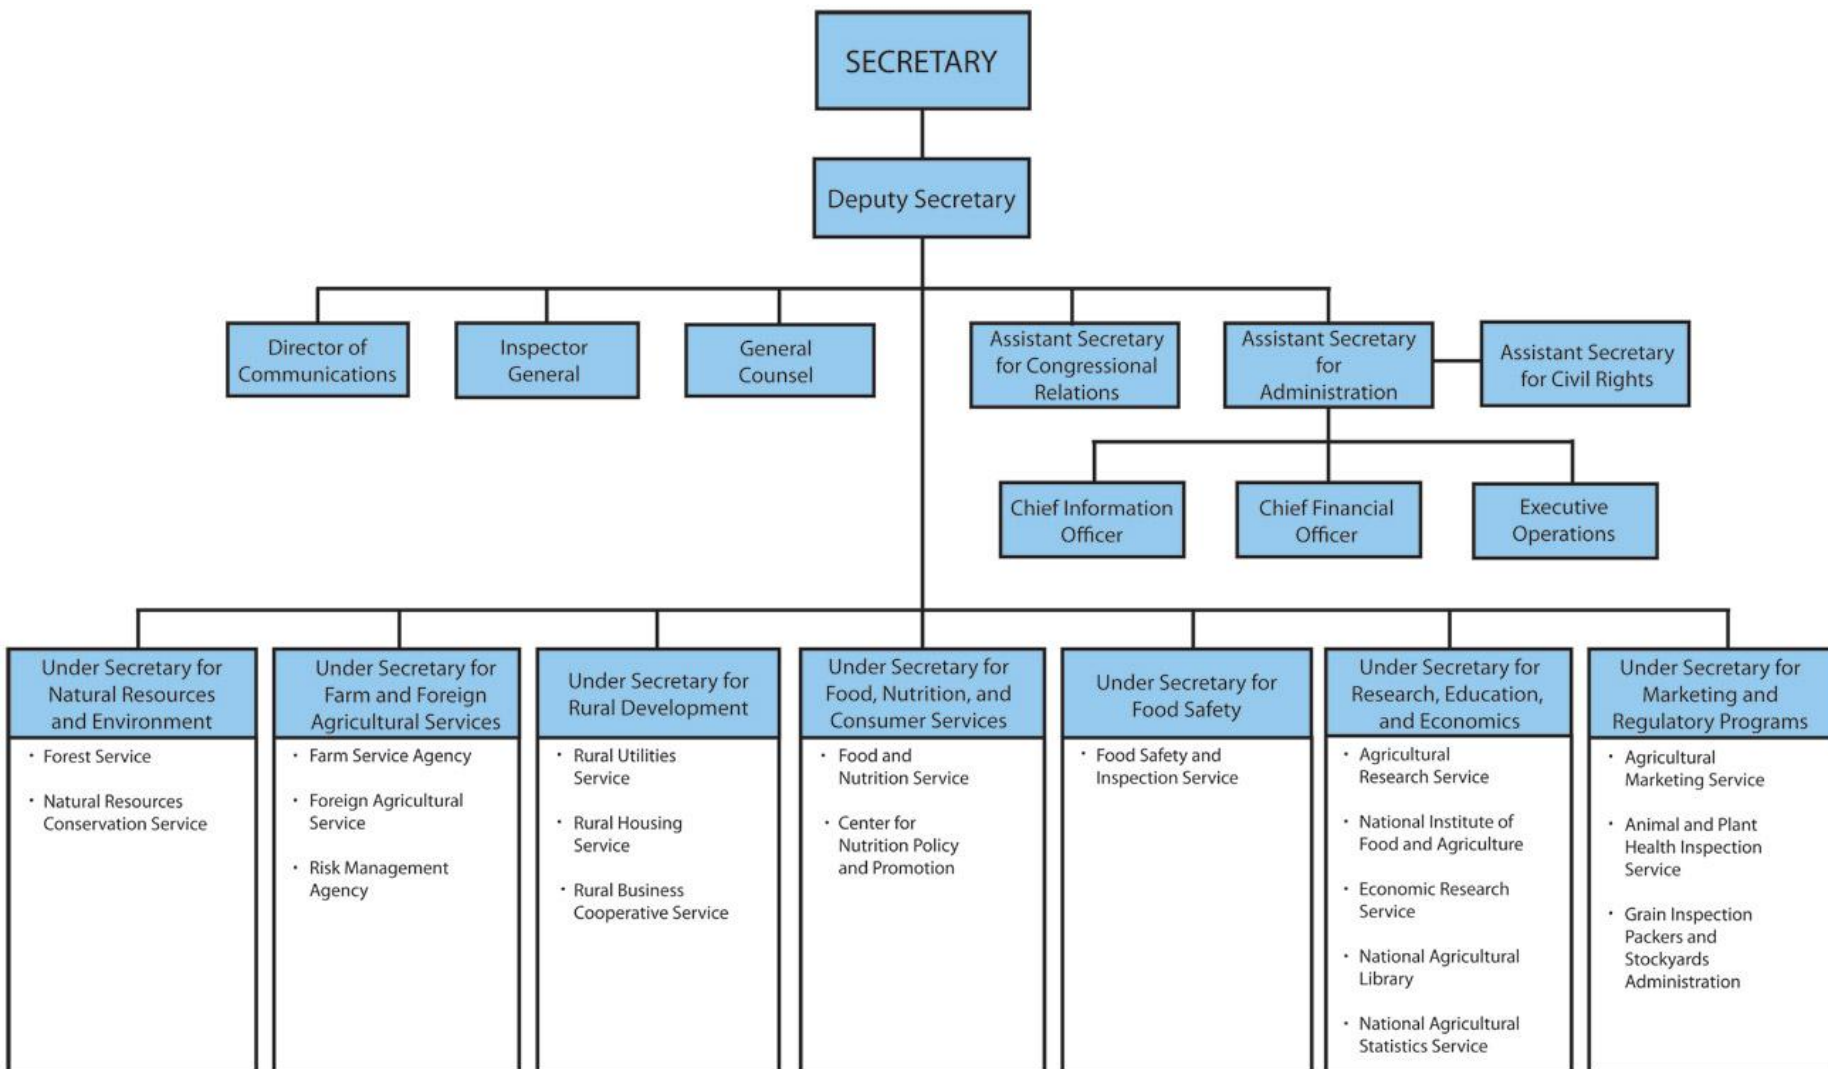 SECRETARY
Deputy Secretary
Director of
Communications
Inspector
General
General
Counsel
Assistant Secretary
for Congressional
Relations
Assistant Secretary
for
Administration
Assistant Secretary
for Civil Rights
Chief Information
Officer
Chief Financial
Officer
Executive
Operations
Under Secretary for
Natural Resources
and Environment
· Forest Service
· Natural Resources
Conservation Service
Under Secretary for
Farm and Foreign
Agricultural Services
· Farm Service Agency
· Foreign Agricultural
Service
· Risk Management
Agency
Under Secretary for
Rural Development
· Rural Utilities
Service
· Rural Housing
Service
· Rural Business
Cooperative Service
Under Secretary for
Food, Nutrition, and
Consumer Services
· Food and
Nutrition Service
· Center for
Nutrition Policy
and Promotion
Under Secretary for
Food Safety
· Food Safety and
Inspection Service
Under Secretary for
Research, Education,
and Economics
· Agricultural
Research Service
· National Institute of
Food and Agriculture
· Economic Research
Service
· National Agricultural
Library
· National Agricultural
Statistics Service
Under Secretary for
Marketing and
Regulatory Programs
· Agricultural
Marketing Service
· Animal and Plant
Health Inspection
Service
· Grain Inspection
Packers and
Stockyards
Administration